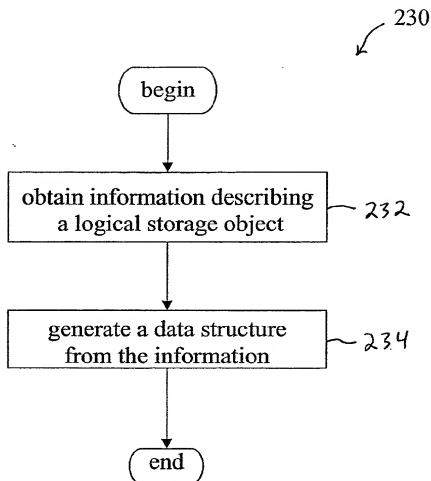 230
begin
obtain information describing
a logical storage object
232
generate a data structure
from the information
234
end